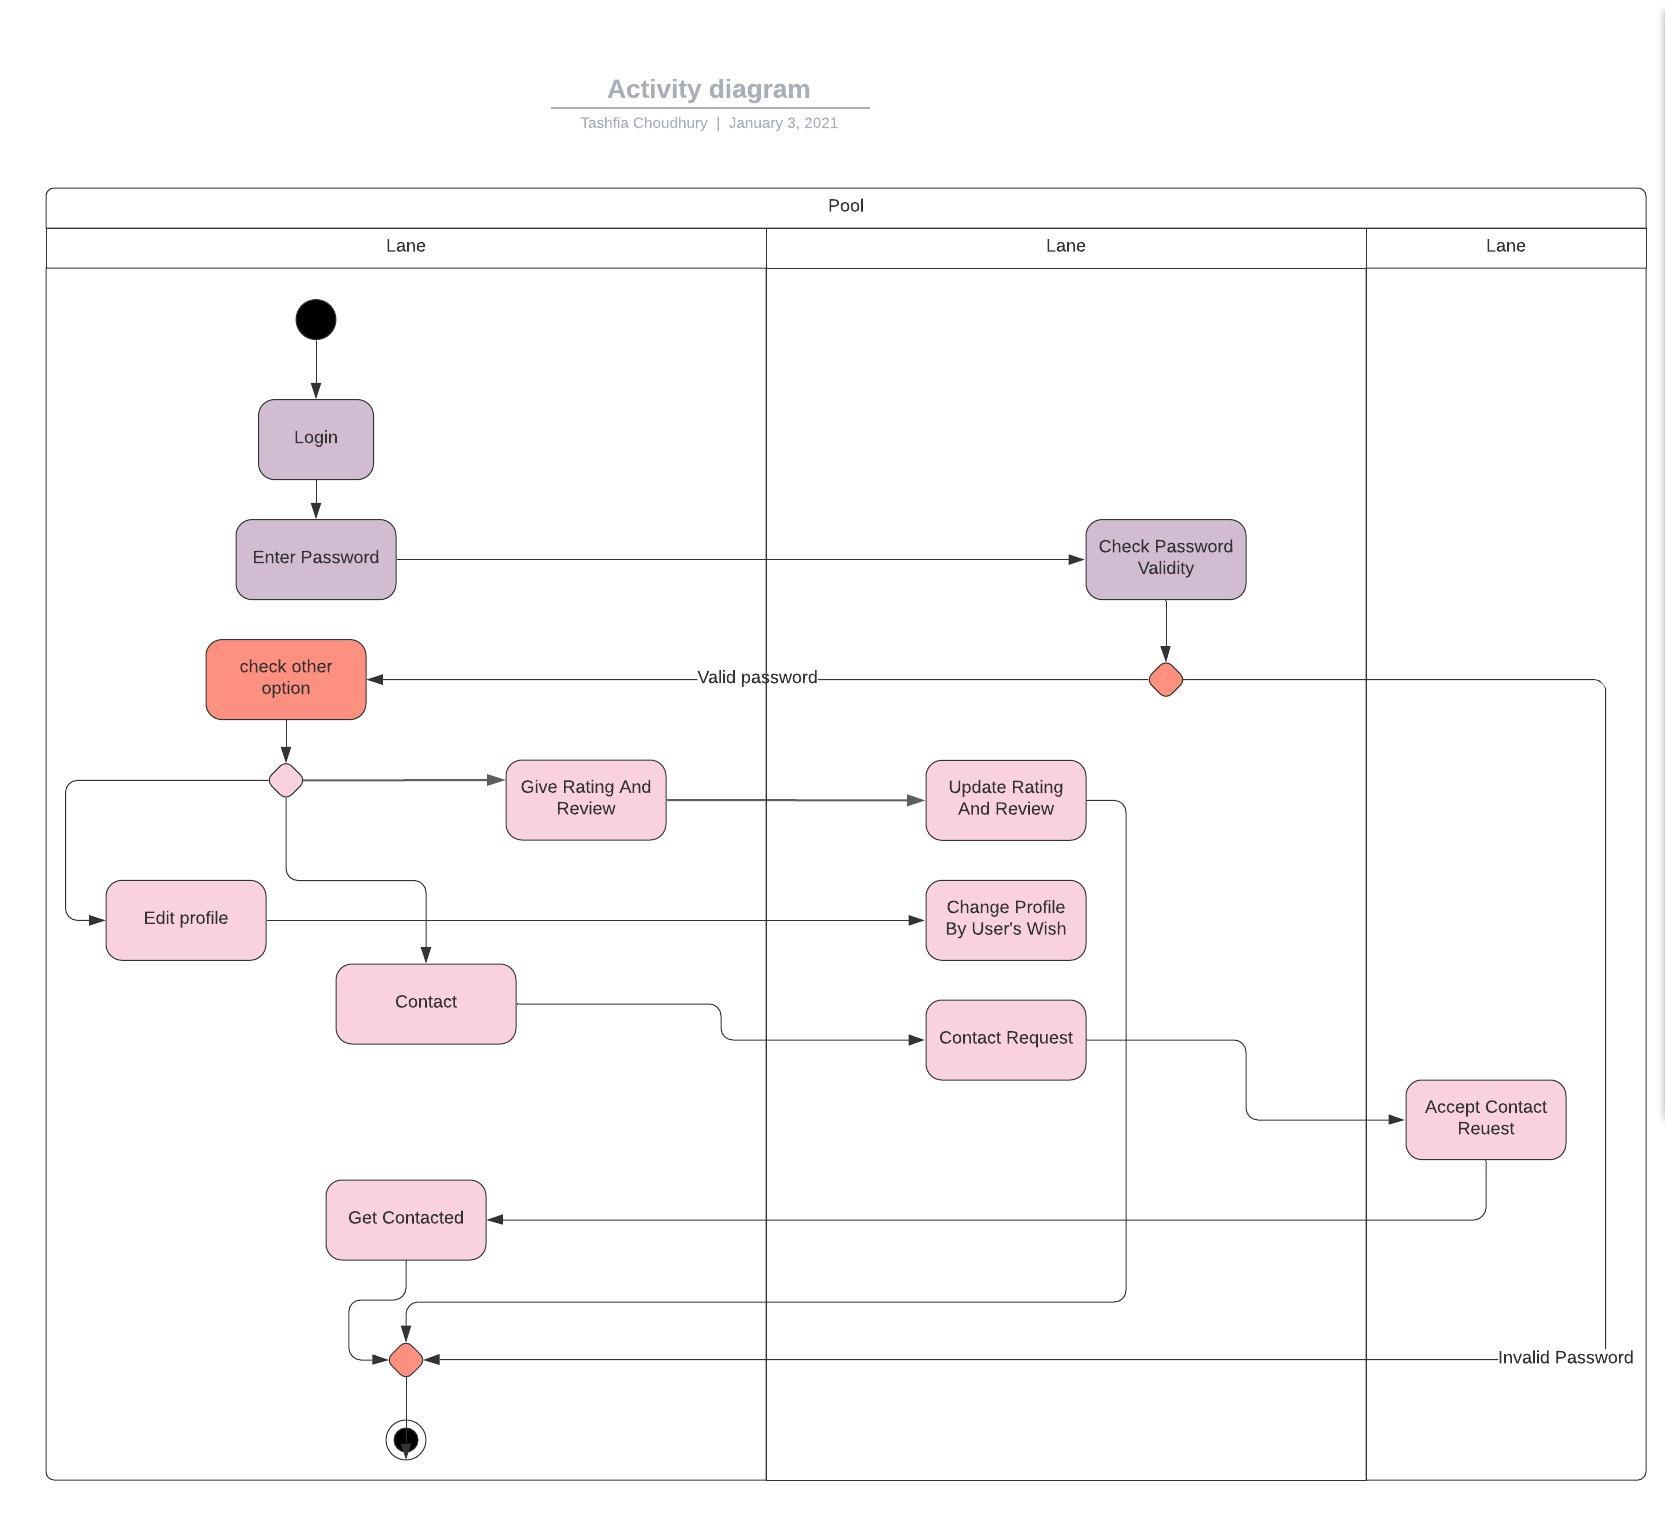 Activity diagram
Tashfia Choudhury | January 3, 2021
Pool
Lane
Lane
Lane
Login
Enter Password
Check Password
Validity
check other
option
Valid password
Give Rating And
Review
Update Rating
And Review
Edit profile
Change Profile
By User's Wish
Contact
Contact Request
Accept Contact
Reuest
Get Contacted
Invalid Password